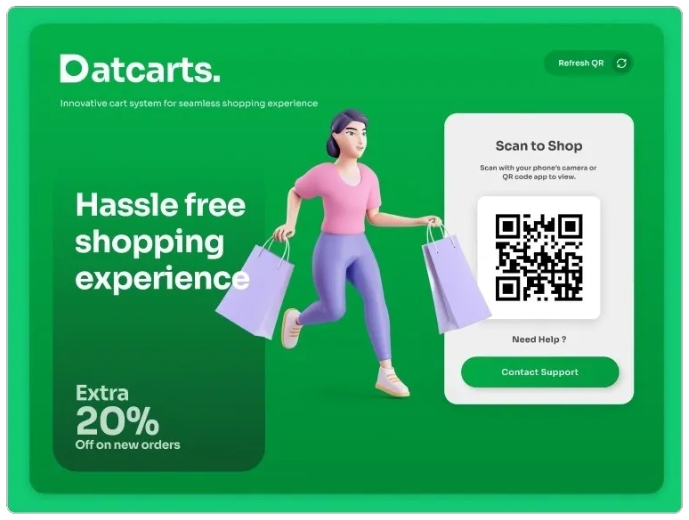 Datcarts.
Innovative cart system for seamless shopping experience
Refresh QR
Hassle free
shopping
experience
Extra
20%
Off on new orders
Scan to Shop
Scan with your phone's camera or
QR code app to view.
Need Help ?
Contact Support